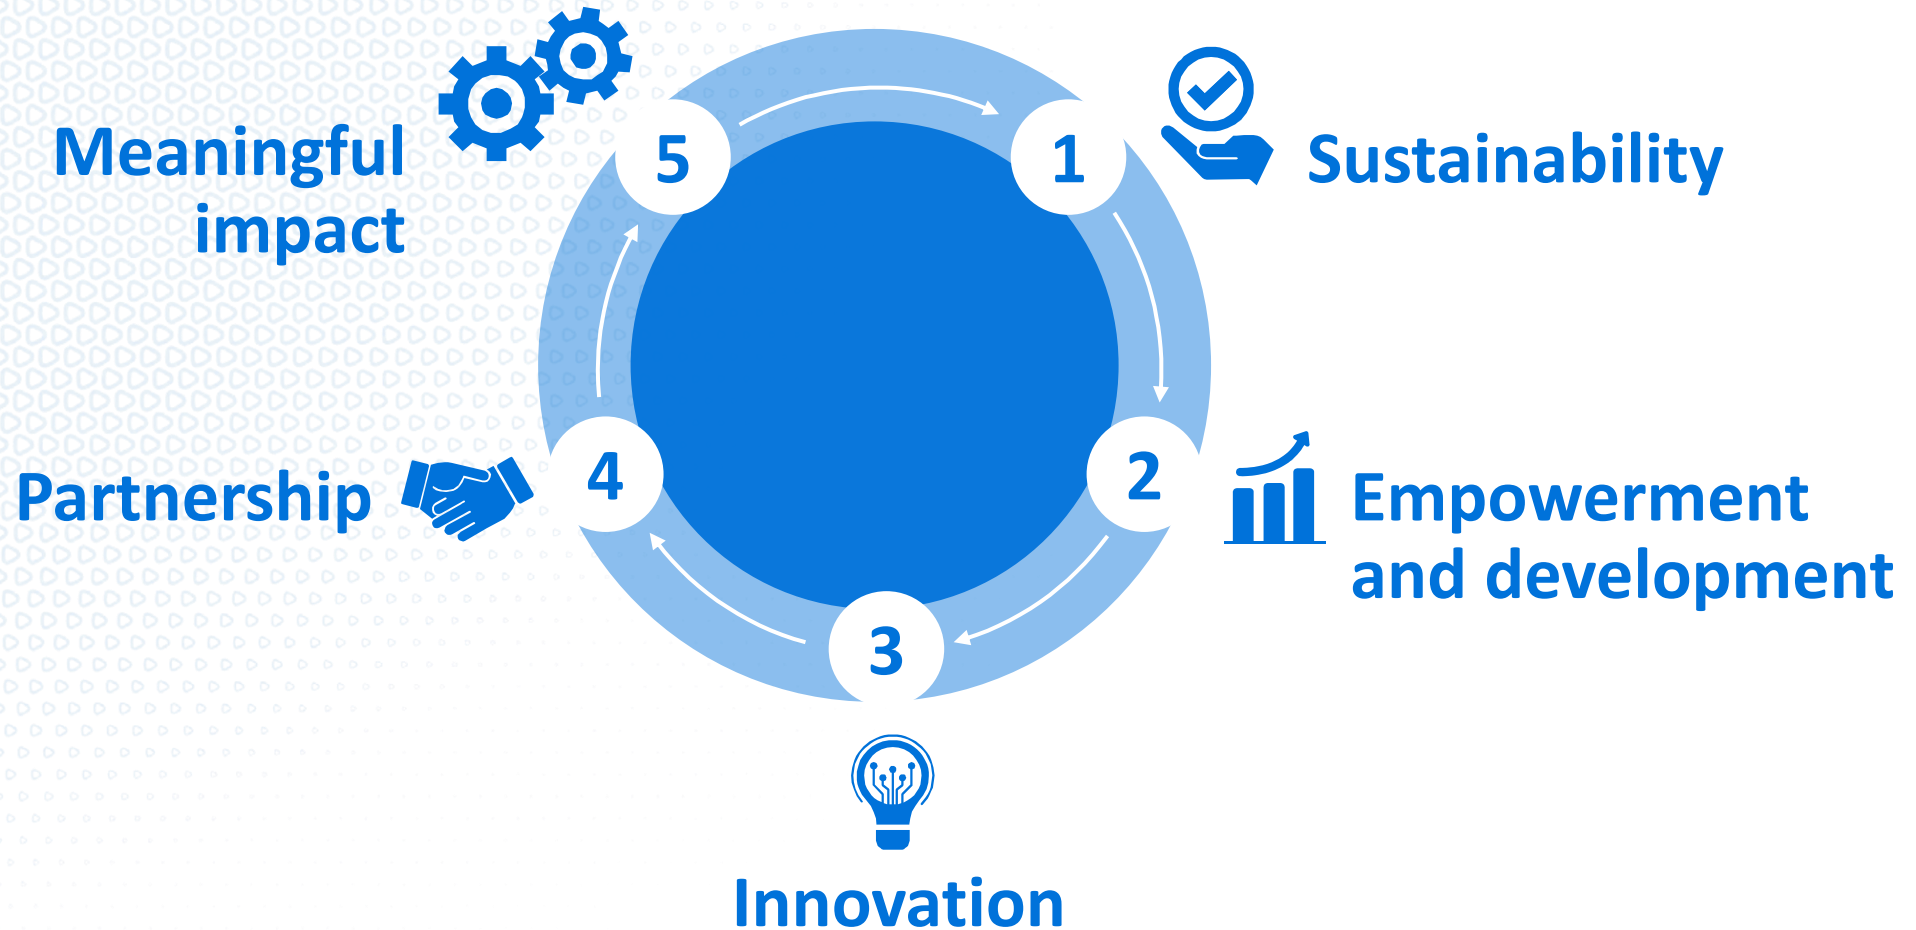 1
Sustainability
2
Empowerment
and development
3
Innovation
4
Partnership
5
Meaningful
impact